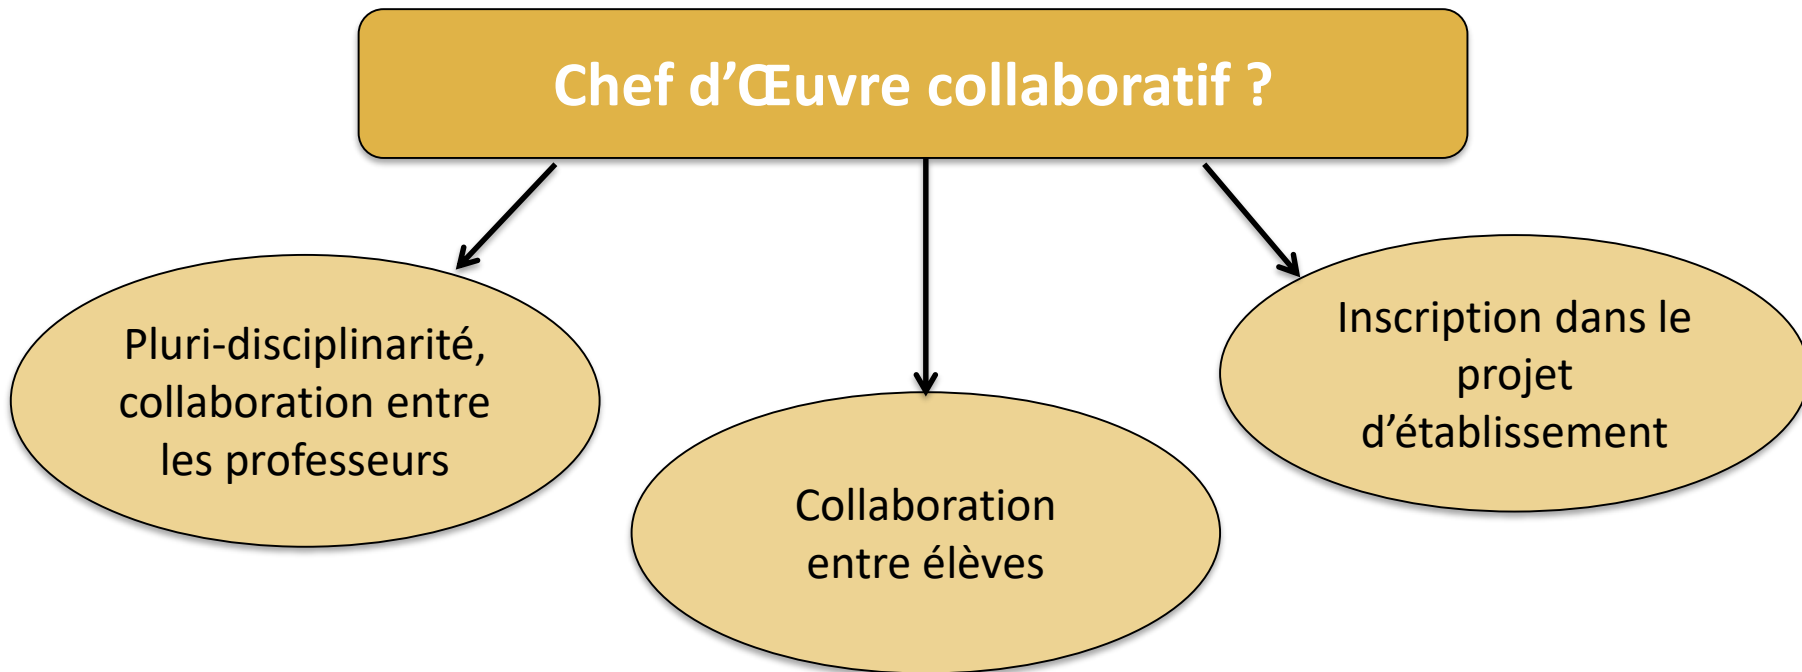 Chef d’Œuvre collaboratif ?
Pluri-disciplinarité,
collaboration entre
les professeurs
Collaboration
entre élèves
Inscription dans le
projet
d’établissement